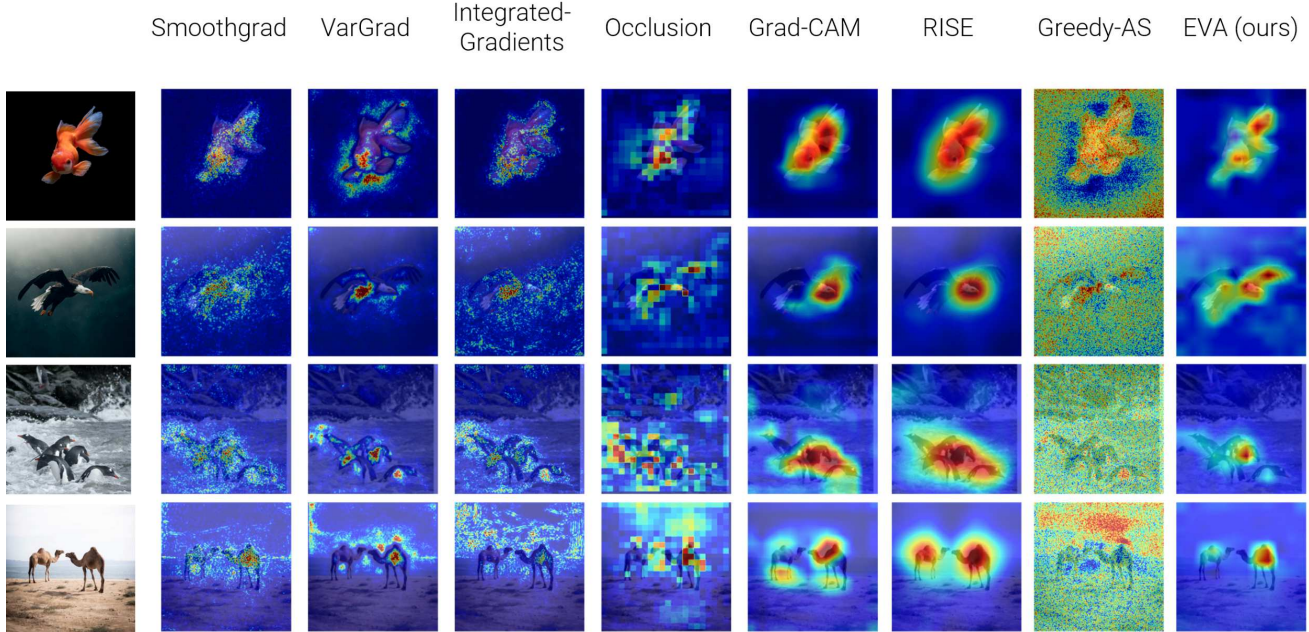 Smoothgrad
VarGrad
Integrated-
Gradients
Occlusion
Grad-CAM
RISE
Greedy-AS
EVA (ours)